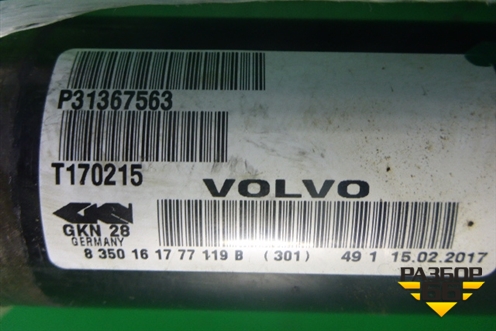 P31367563
T170215
VOLVO
GKN
GKN 28
GERMANY
8 350 16 17 77 119 B (301) 49 1 15.02.2017
РАЗБОР